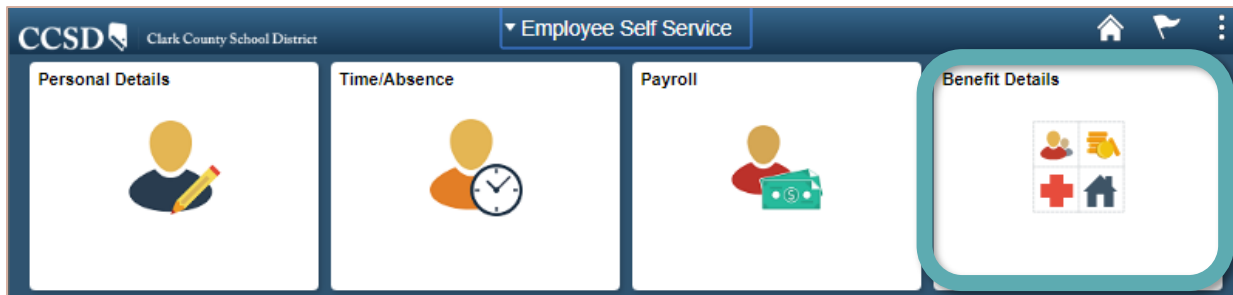 CCSD Clark County School District
Employee Self Service
Personal Details
Time/Absence
Payroll
Benefit Details